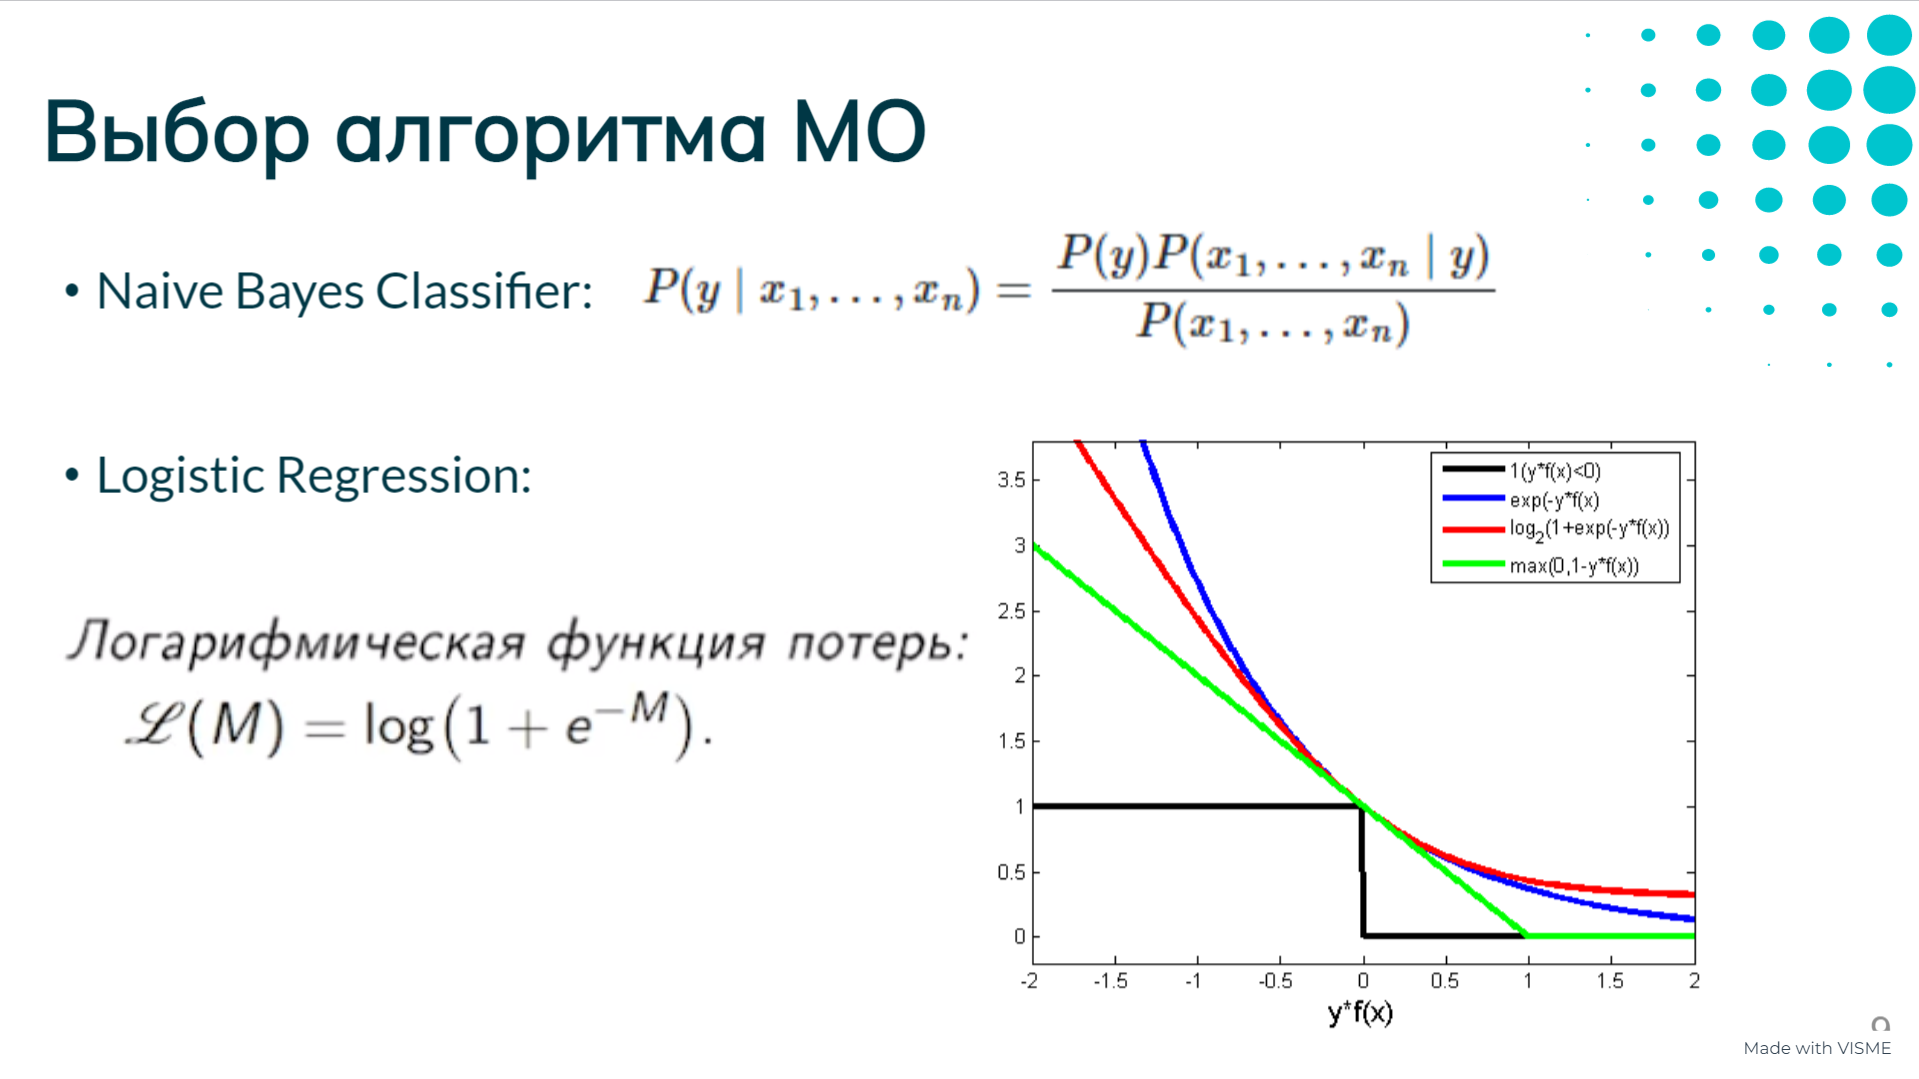 Выбор алгоритма МО
• Naive Bayes Classifier: P(y | x₁, . . . , xₙ) = P(y)P(x₁, . . . , xₙ | y) / P(x₁, . . . , xₙ)
• Logistic Regression:
Логарифмическая функция потерь:
ℒ(M) = log(1 + e^−M).
1(y*f(x)<0)
exp(-y*f(x)
log₂(1+exp(-y*f(x))
max(0,1-y*f(x))
3.5
3
2.5
2
1.5
1
0.5
0
-2 -1.5 -1 -0.5 0 0.5 1 1.5 2
y*f(x)
9
Made with VISME